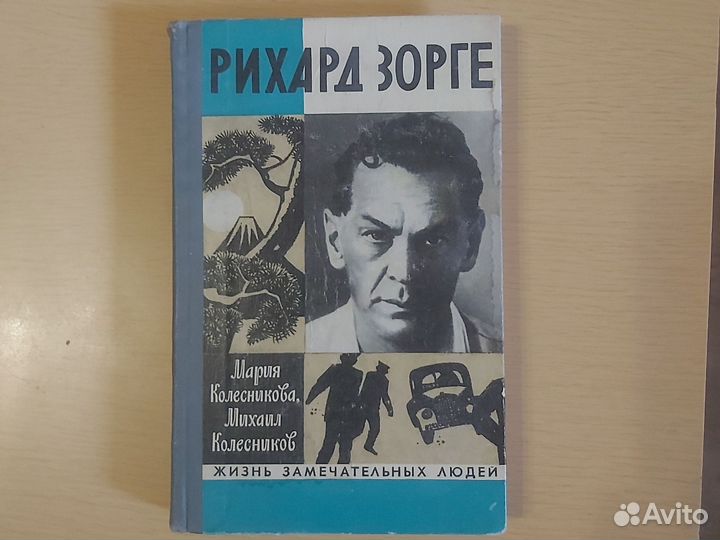 РИХАРД ЗОРГЕ
Мария
Колесникова,
Михаил
Колесников
ЖИЗНЬ ЗАМЕЧАТЕЛЬНЫХ ЛЮДЕЙ
Avito